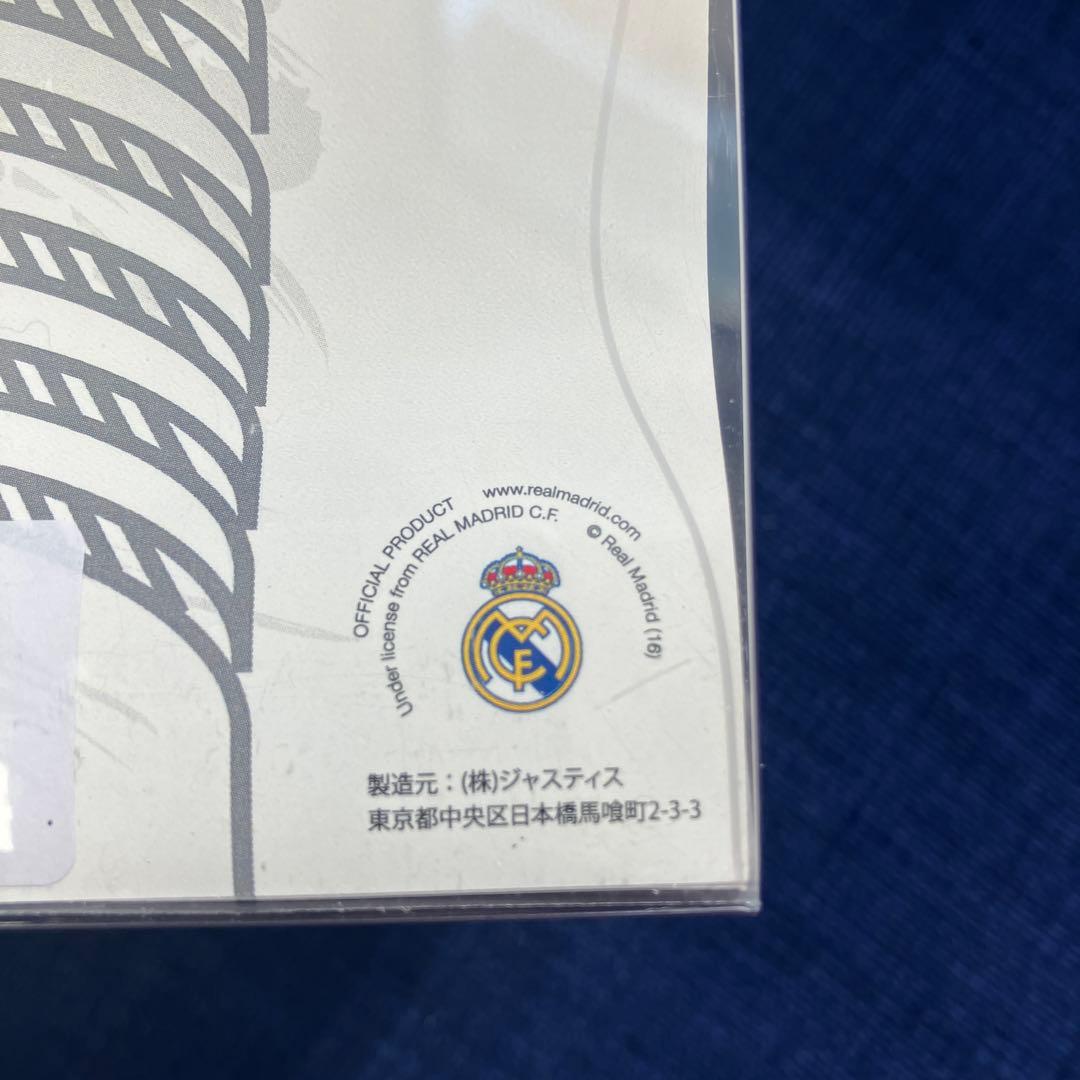 OFFICIAL PRODUCT www.realmadrid.com
Under license from REAL MADRID C.F. © Real Madrid (16)
製造元：(株)ジャスティス
東京都中央区日本橋馬喰町2-3-3